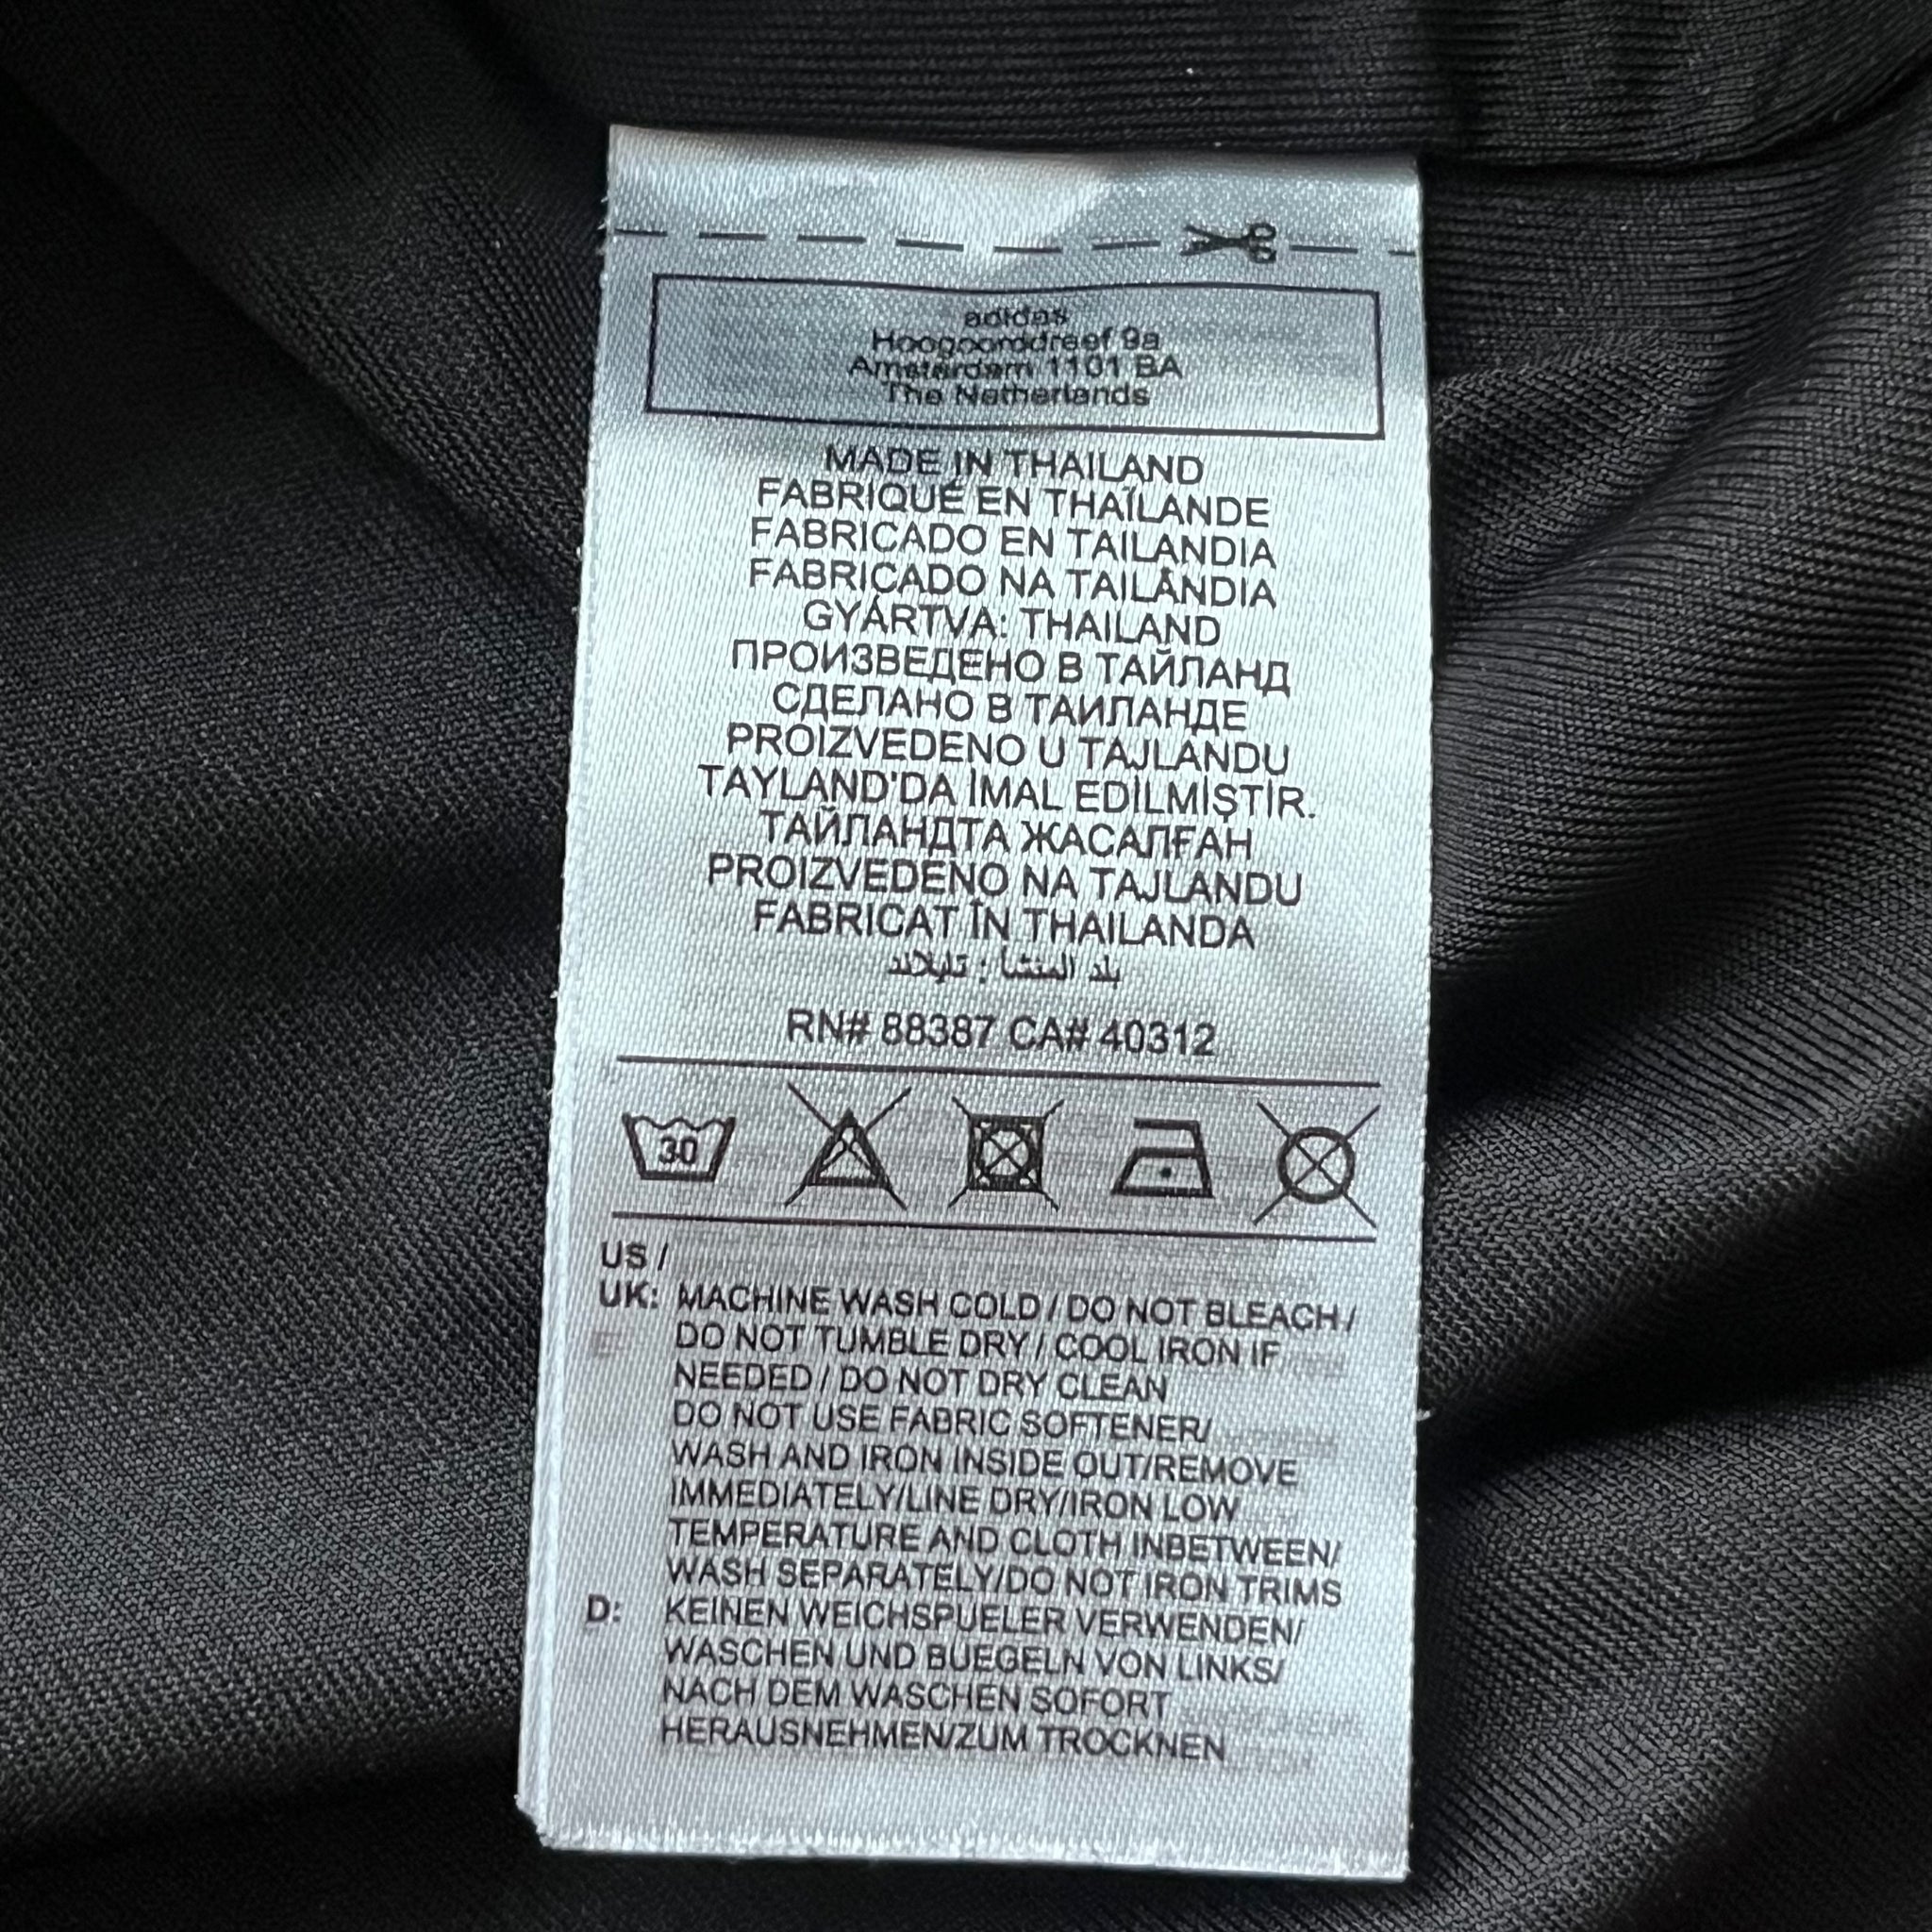 adidas
Hoogoorddreef 9a
Amsterdam 1101 BA
The Netherlands
MADE IN THAILAND
FABRIQUÉ EN THAÏLANDE
FABRICADO EN TAILANDIA
FABRICADO NA TAILÂNDIA
GYÁRTVA: THAILAND
ПРОИЗВЕДЕНО В ТАЙЛАНД
СДЕЛАНО В ТАИЛАНДЕ
PROIZVEDENO U TAJLANDU
TAYLAND'DA İMAL EDİLMİŞTİR.
ТАЙЛАНДТА ЖАСАЛҒАН
PROIZVEDENO NA TAJLANDU
FABRICAT ÎN THAILANDA
بلد المنشأ : تايلاند
RN# 88387 CA# 40312
30
US /
UK: MACHINE WASH COLD / DO NOT BLEACH /
DO NOT TUMBLE DRY / COOL IRON IF
NEEDED / DO NOT DRY CLEAN
DO NOT USE FABRIC SOFTENER/
WASH AND IRON INSIDE OUT/REMOVE
IMMEDIATELY/LINE DRY/IRON LOW
TEMPERATURE AND CLOTH INBETWEEN/
WASH SEPARATELY/DO NOT IRON TRIMS
D: KEINEN WEICHSPUELER VERWENDEN/
WASCHEN UND BUEGELN VON LINKS/
NACH DEM WASCHEN SOFORT
HERAUSNEHMEN/ZUM TROCKNEN